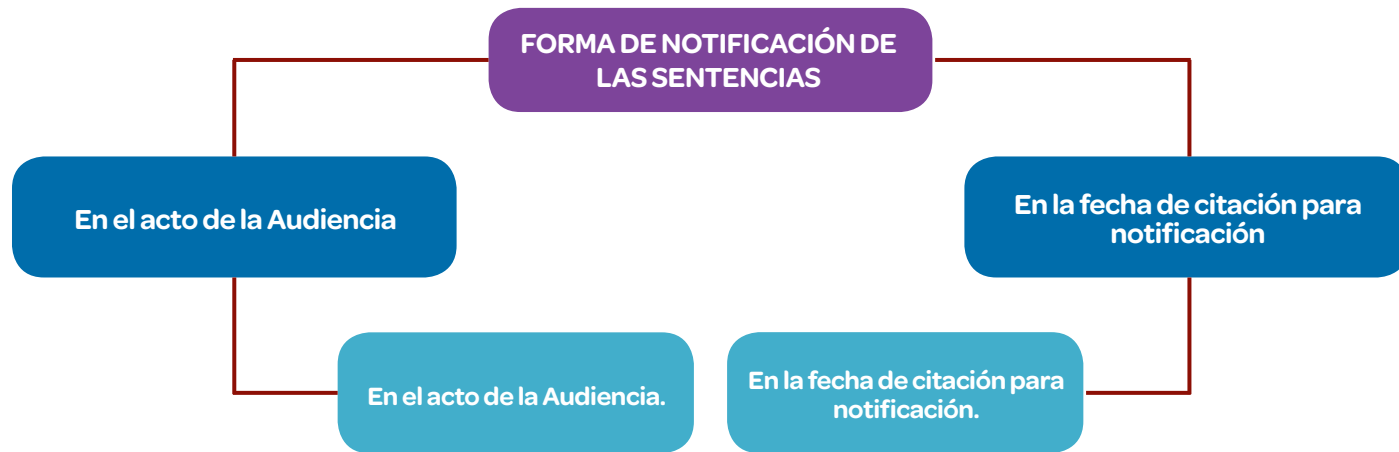 FORMA DE NOTIFICACIÓN DE
LAS SENTENCIAS
En el acto de la Audiencia
En la fecha de citación para
notificación
En el acto de la Audiencia.
En la fecha de citación para
notificación.